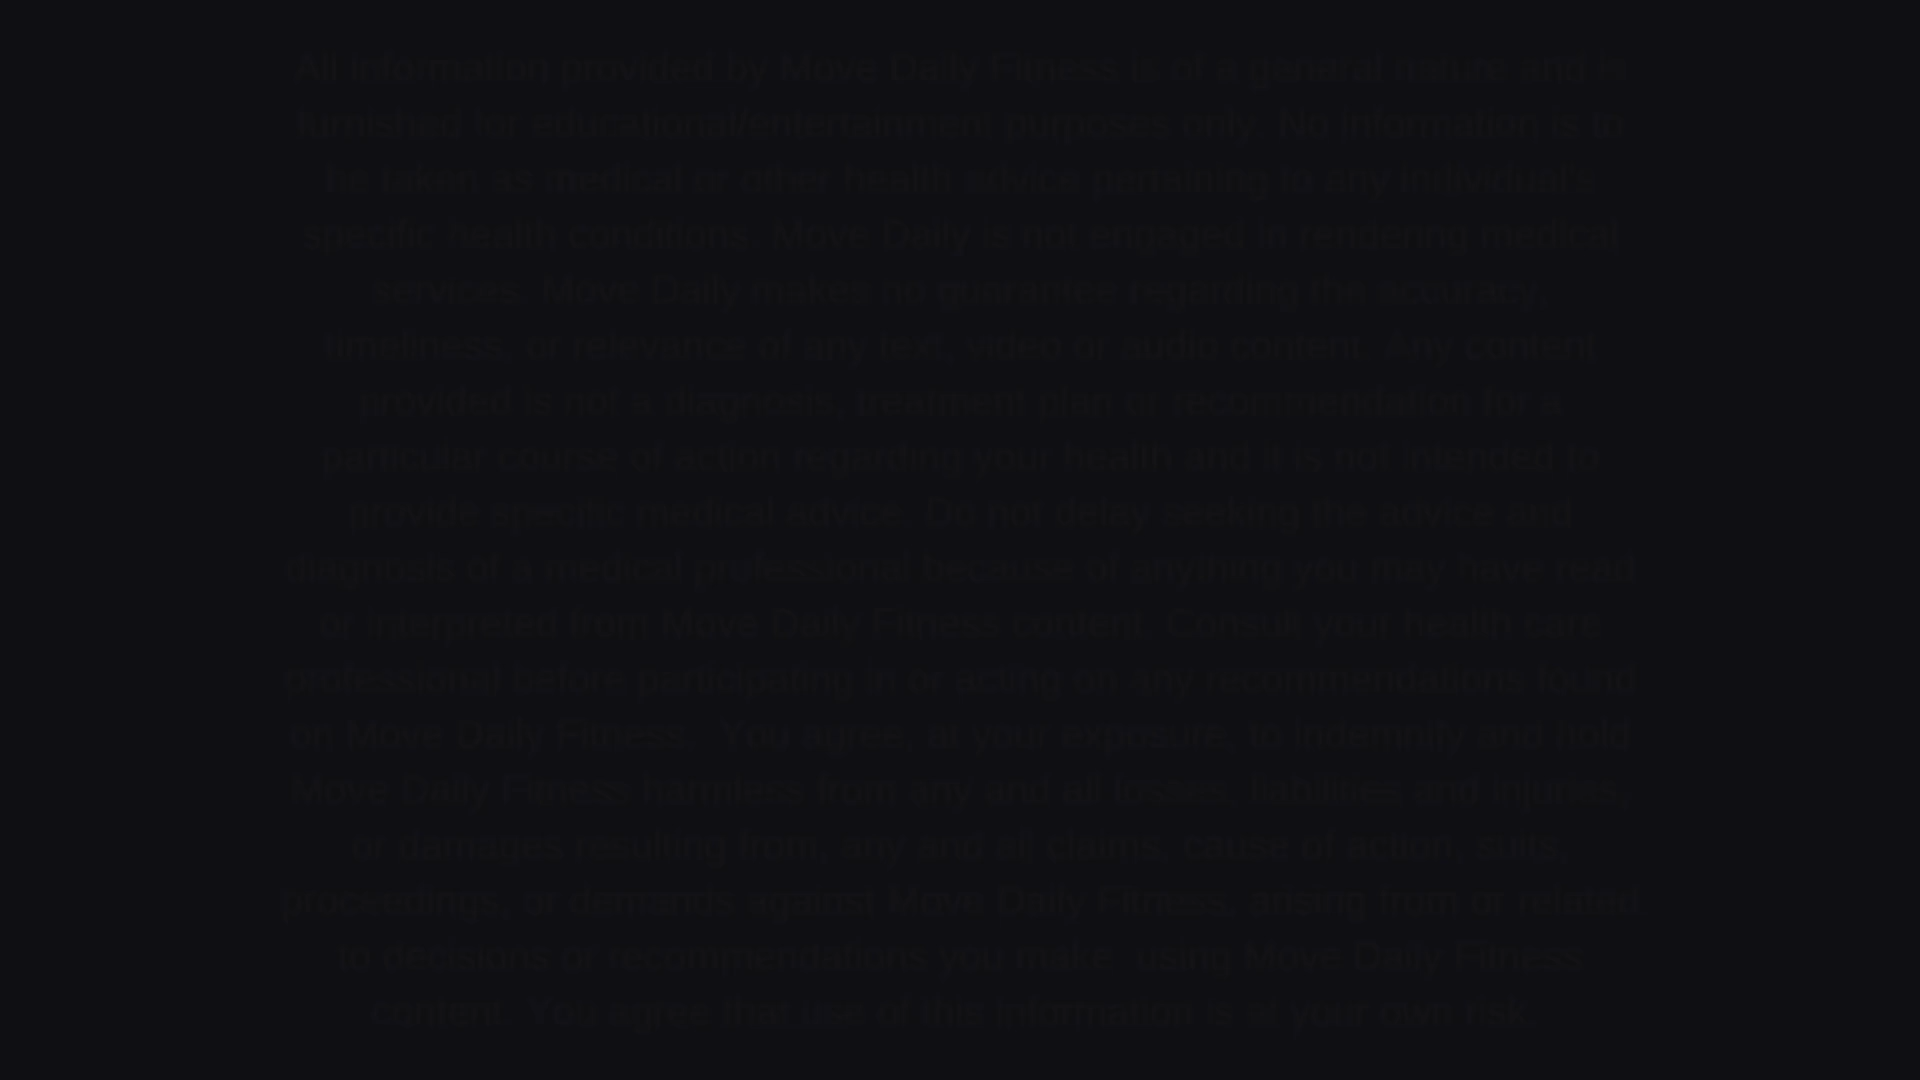 All information provided by Move Daily Fitness is of a general nature and is
furnished for educational/entertainment purposes only. No information is to
be taken as medical or other health advice pertaining to any individual's
specific health conditions. Move Daily is not engaged in rendering medical
services. Move Daily makes no guarantee regarding the accuracy,
timeliness, or relevance of any text, video or audio content. Any content
provided is not a diagnosis, treatment plan or recommendation for a
particular course of action regarding your health and it is not intended to
provide specific medical advice. Do not delay seeking the advice and
diagnosis of a medical professional because of anything you may have read
or interpreted from Move Daily Fitness content. Consult your health care
professional before participating in or acting on any recommendations found
on Move Daily Fitness. You agree, at your exposure, to indemnify and hold
Move Daily Fitness harmless from any and all losses, liabilities and injuries,
or damages resulting from, any and all claims, cause of action, suits,
proceedings, or demands against Move Daily Fitness, arising from or related
to decisions or recommendations you make using Move Daily Fitness
content. You agree that use of this information is at your own risk.